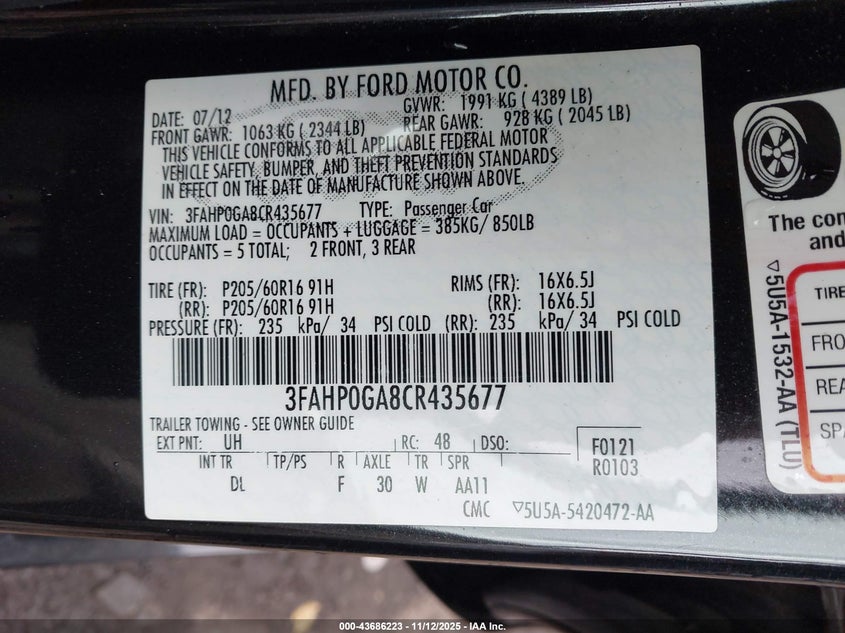 MFD. BY FORD MOTOR CO.
DATE: 07/12 GVWR: 1991 KG ( 4389 LB)
FRONT GAWR: 1063 KG ( 2344 LB) REAR GAWR: 928 KG ( 2045 LB)
THIS VEHICLE CONFORMS TO ALL APPLICABLE FEDERAL MOTOR
VEHICLE SAFETY, BUMPER, AND THEFT PREVENTION STANDARDS
IN EFFECT ON THE DATE OF MANUFACTURE SHOWN ABOVE.
VIN: 3FAHP0GA8CR435677 TYPE: Passenger Car
MAXIMUM LOAD = OCCUPANTS + LUGGAGE = 385KG/ 850LB
OCCUPANTS = 5 TOTAL; 2 FRONT, 3 REAR
TIRE (FR): P205/60R16 91H RIMS (FR): 16X6.5J
(RR): P205/60R16 91H (RR): 16X6.5J
PRESSURE (FR): 235 kPa/ 34 PSI COLD (RR): 235 kPa/ 34 PSI COLD
3FAHP0GA8CR435677
TRAILER TOWING - SEE OWNER GUIDE
EXT PNT: UH RC: 48 DSO: F0121
R0103
INT TR TP/PS R AXLE TR SPR
DL F 30 W AA11
CMC ▽5U5A-5420472-AA
The con
and
▽5U5A-1532-AA (TLU)
TIRE
FRO
REA
SPA
000-43686223 - 11/12/2025 - IAA Inc.